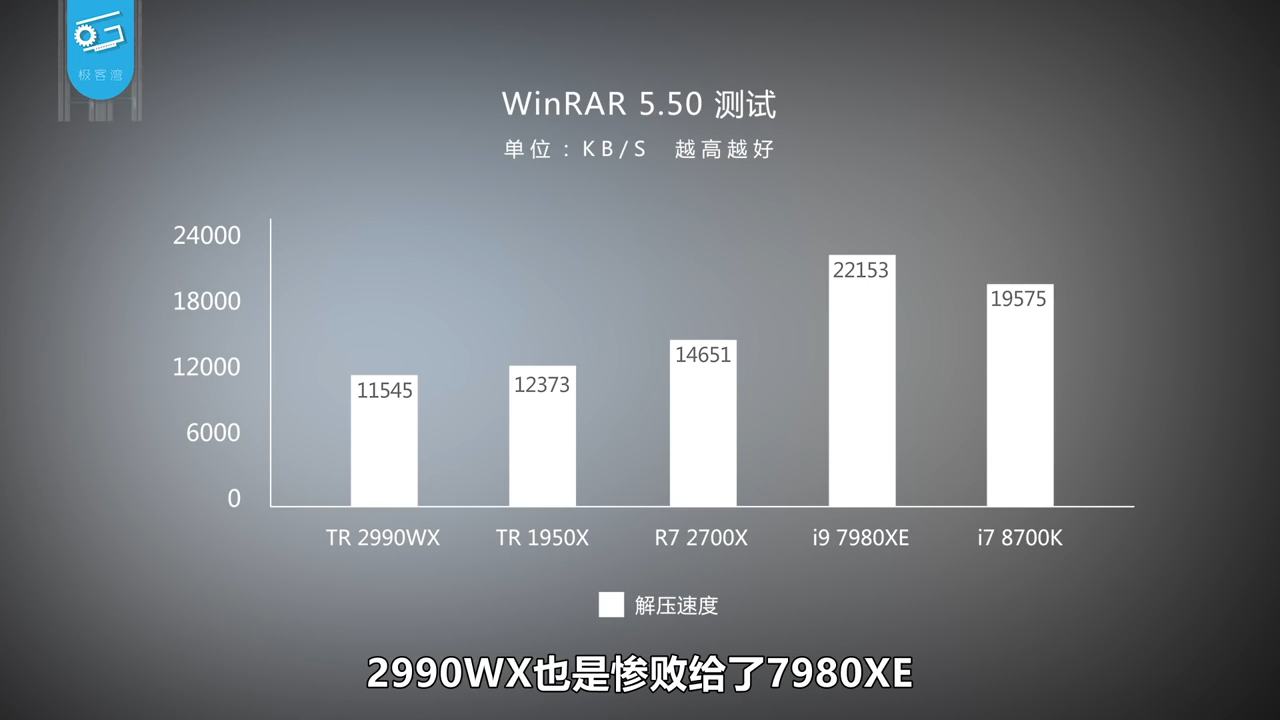 极客湾
WinRAR 5.50 测试
单位：KB/S 越高越好
24000
18000
12000
6000
0
11545
12373
14651
22153
19575
TR 2990WX
TR 1950X
R7 2700X
i9 7980XE
i7 8700K
解压速度
2990WX也是惨败给了7980XE